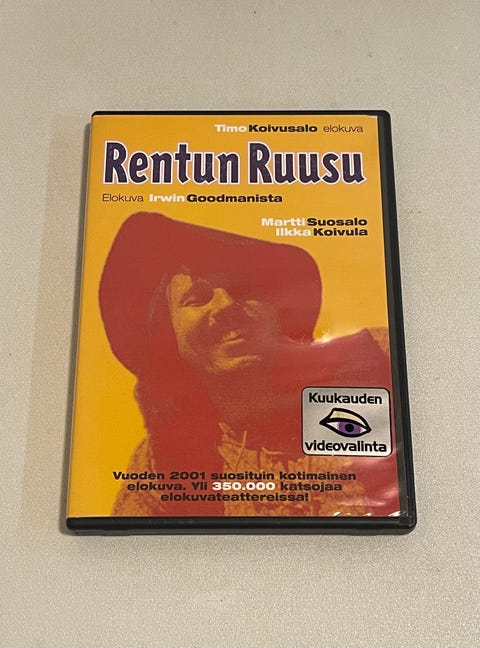 Timo Koivusalo elokuva
Rentun Ruusu
Elokuva Irwin Goodmanista
Martti Suosalo
Ilkka Koivula
Kuukauden
videovalinta
Vuoden 2001 suosituin kotimainen
elokuva. Yli 350.000 katsojaa
elokuvateattereissa!